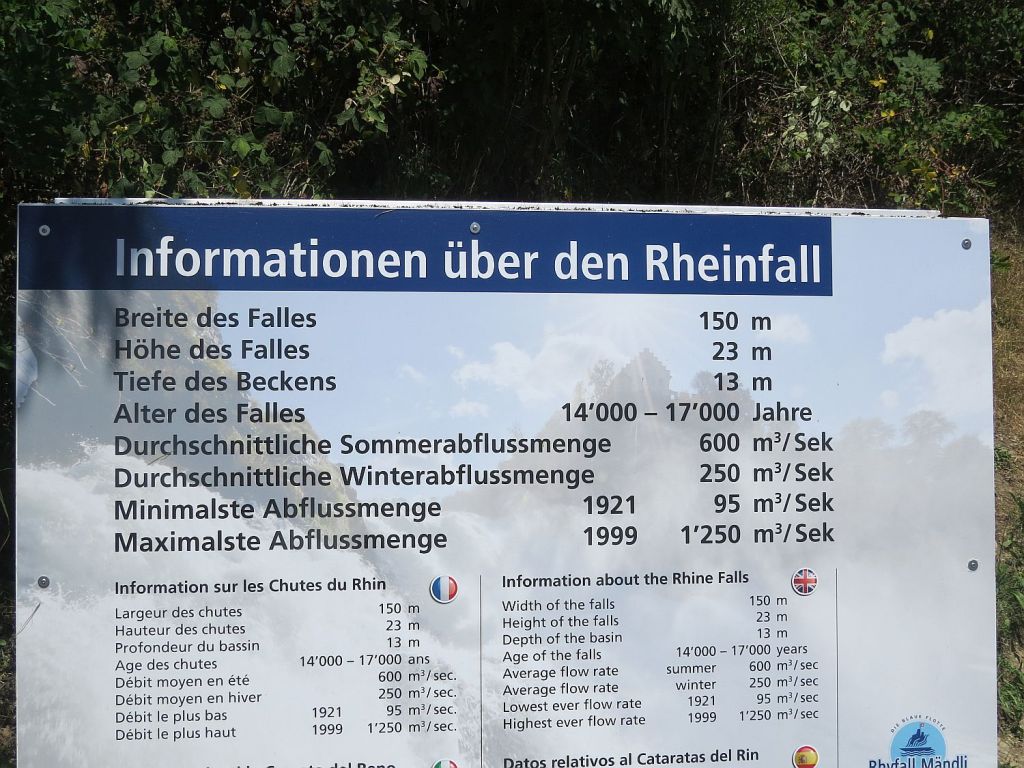 Informationen über den Rheinfall
Breite des Falles 150 m
Höhe des Falles 23 m
Tiefe des Beckens 13 m
Alter des Falles 14’000 – 17’000 Jahre
Durchschnittliche Sommerabflussmenge 600 m³/Sek
Durchschnittliche Winterabflussmenge 250 m³/Sek
Minimalste Abflussmenge 1921 95 m³/Sek
Maximalste Abflussmenge 1999 1’250 m³/Sek
Information sur les Chutes du Rhin
Largeur des chutes 150 m
Hauteur des chutes 23 m
Profondeur du bassin 13 m
Age des chutes 14’000 – 17’000 ans
Débit moyen en été 600 m³/sec.
Débit moyen en hiver 250 m³/sec.
Débit le plus bas 1921 95 m³/sec.
Débit le plus haut 1999 1’250 m³/sec.
Information about the Rhine Falls
Width of the falls 150 m
Height of the falls 23 m
Depth of the basin 13 m
Age of the falls 14’000 – 17’000 years
Average flow rate summer 600 m³/sec
Average flow rate winter 250 m³/sec
Lowest ever flow rate 1921 95 m³/sec
Highest ever flow rate 1999 1’250 m³/sec
del Reno
Datos relativos al Cataratas del Rin
DIE BLAUE FLOTTE
Rhyfall Mändli